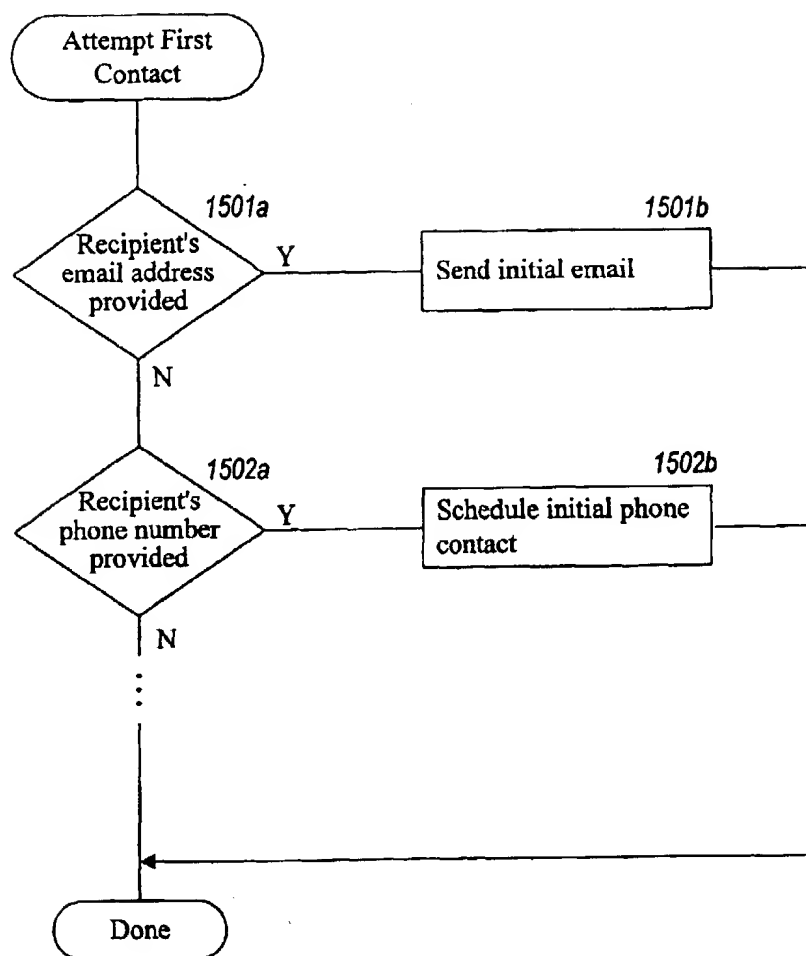 Attempt First
Contact
1501a
Recipient's
email address
provided
Y
1501b
Send initial email
N
1502a
Recipient's
phone number
provided
Y
1502b
Schedule initial phone
contact
N
Done